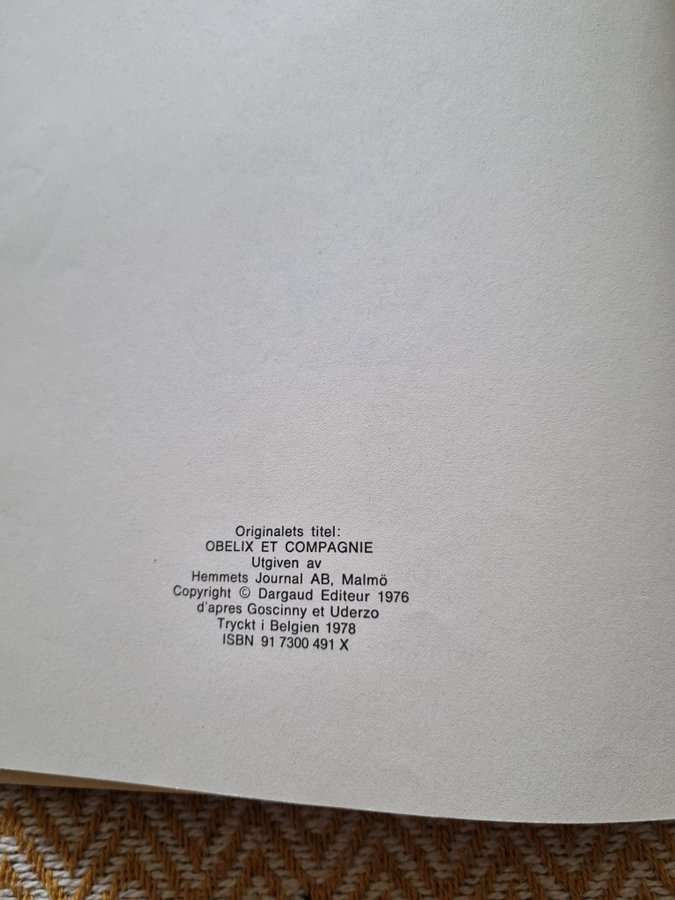 Originalets titel:
OBELIX ET COMPAGNIE
Utgiven av
Hemmets Journal AB, Malmö
Copyright © Dargaud Editeur 1976
d'apres Goscinny et Uderzo
Tryckt i Belgien 1978
ISBN 91 7300 491 X